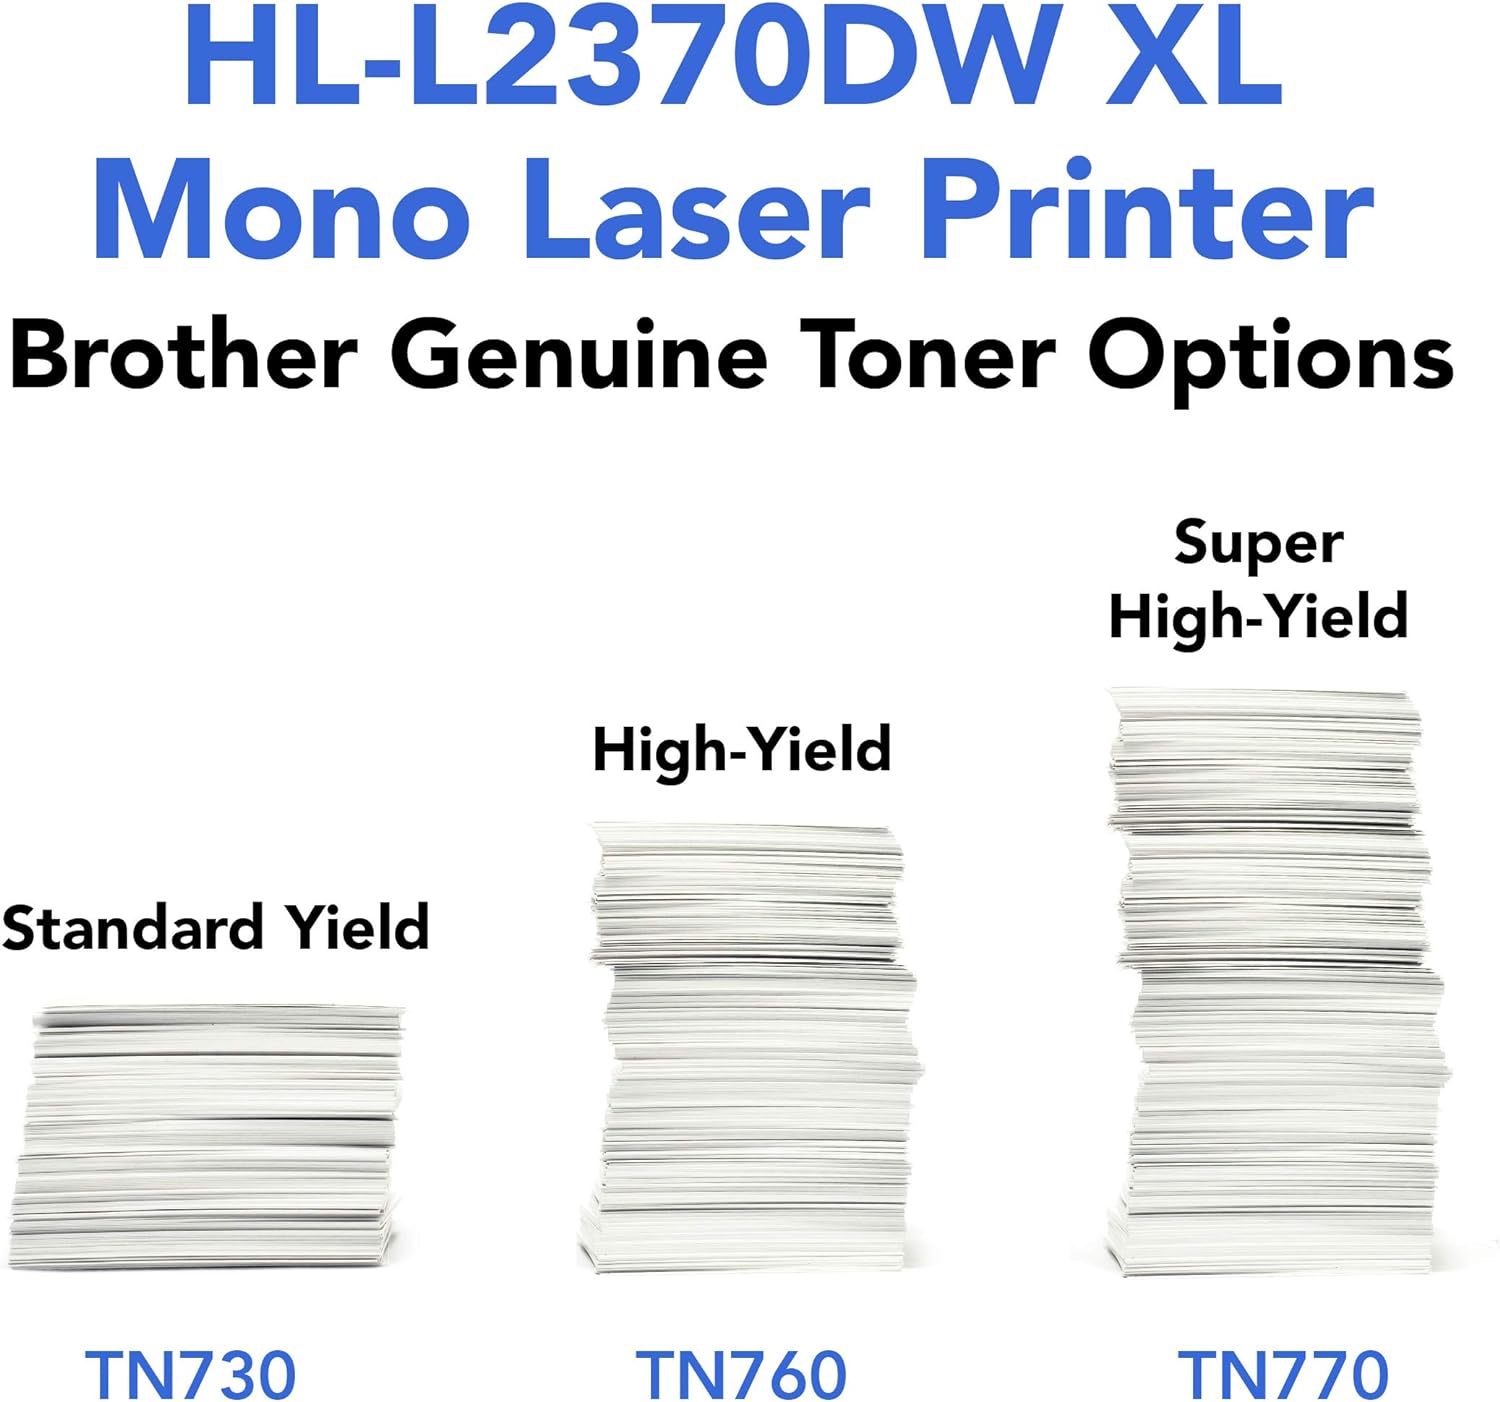 HL-L2370DW XL
Mono Laser Printer
Brother Genuine Toner Options
Super
High-Yield
High-Yield
Standard Yield
TN730
TN760
TN770